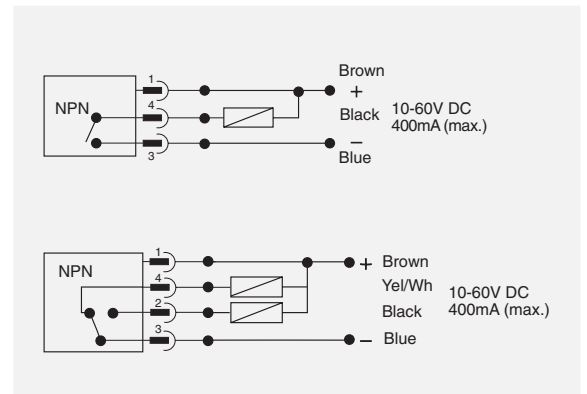 Brown
1
+
NPN
4
Black
10-60V DC
400mA (max.)
3
–
Blue
1
+ Brown
NPN
4
Yel/Wh
10-60V DC
2
Black
400mA (max.)
3
– Blue